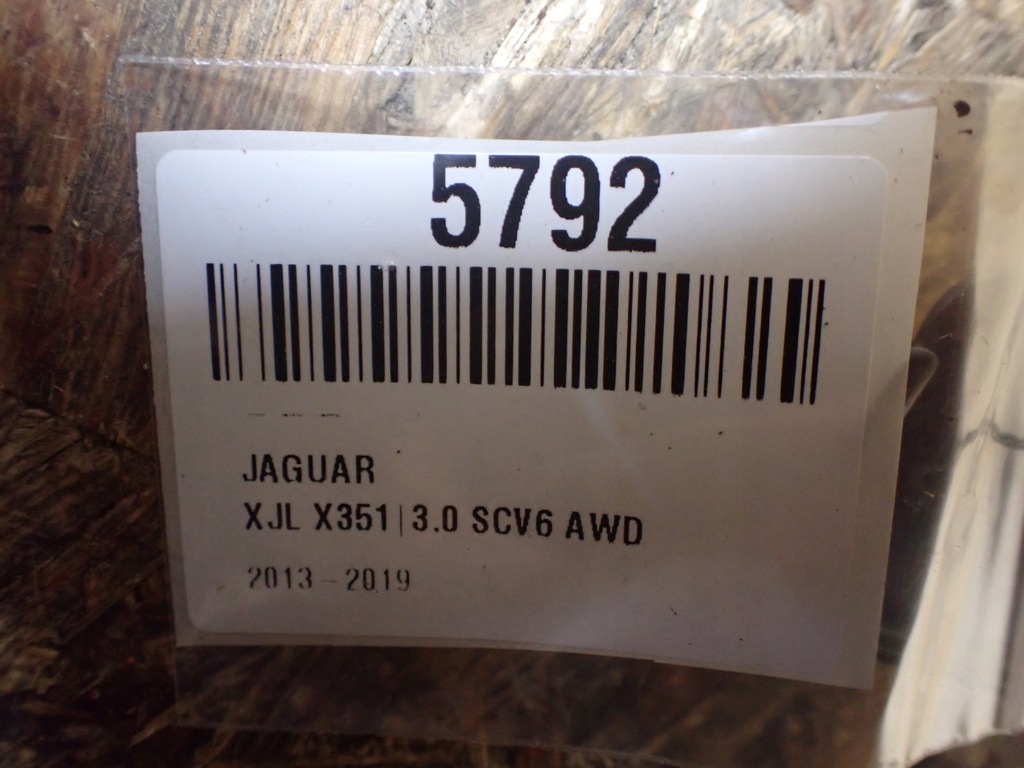 5792
JAGUAR
XJL X351|3.0 SCV6 AWD
2013-2019